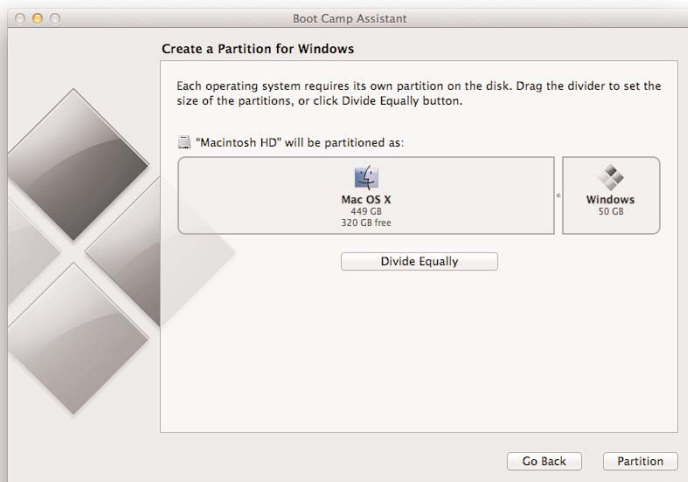 Boot Camp Assistant
Create a Partition for Windows
Each operating system requires its own partition on the disk. Drag the divider to set the
size of the partitions, or click Divide Equally button.
"Macintosh HD" will be partitioned as:
Mac OS X
449 GB
320 GB free
Windows
50 GB
Divide Equally
Go Back
Partition